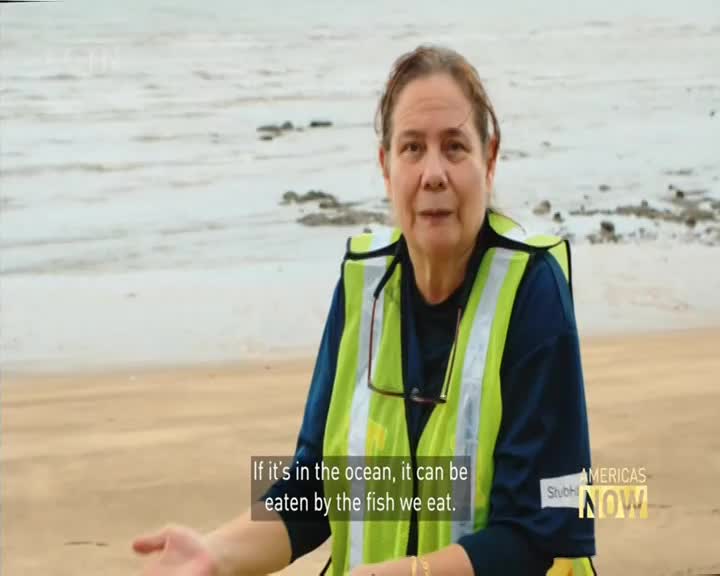 If it's in the ocean, it can be
eaten by the fish we eat.
AMERICAS
NOW